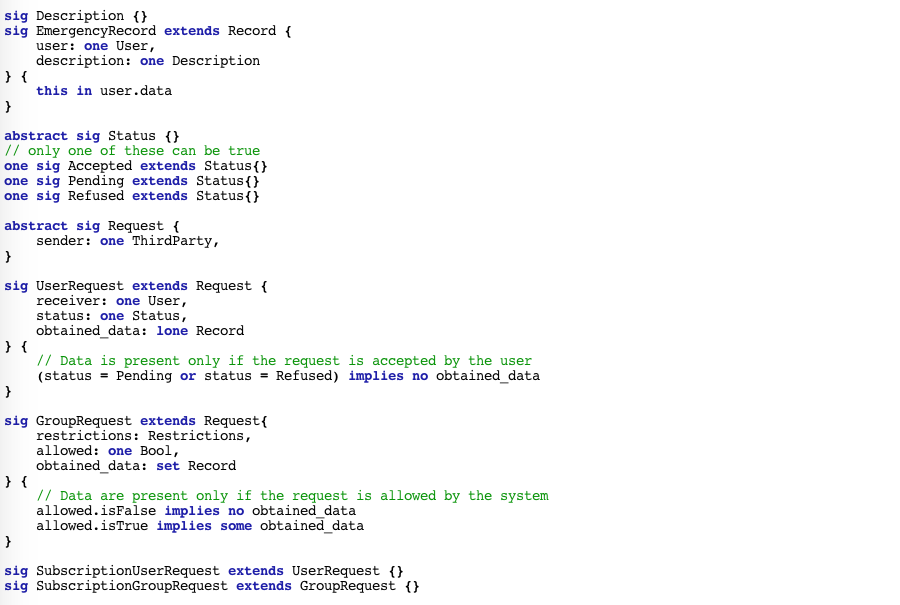 sig Description {}
sig EmergencyRecord extends Record {
    user: one User,
    description: one Description
} {
    this in user.data
}

abstract sig Status {}
// only one of these can be true
one sig Accepted extends Status{}
one sig Pending extends Status{}
one sig Refused extends Status{}

abstract sig Request {
    sender: one ThirdParty,
}

sig UserRequest extends Request {
    receiver: one User,
    status: one Status,
    obtained_data: lone Record
} {
    // Data is present only if the request is accepted by the user
    (status = Pending or status = Refused) implies no obtained_data
}

sig GroupRequest extends Request{
    restrictions: Restrictions,
    allowed: one Bool,
    obtained_data: set Record
} {
    // Data are present only if the request is allowed by the system
    allowed.isFalse implies no obtained_data
    allowed.isTrue implies some obtained_data
}

sig SubscriptionUserRequest extends UserRequest {}
sig SubscriptionGroupRequest extends GroupRequest {}